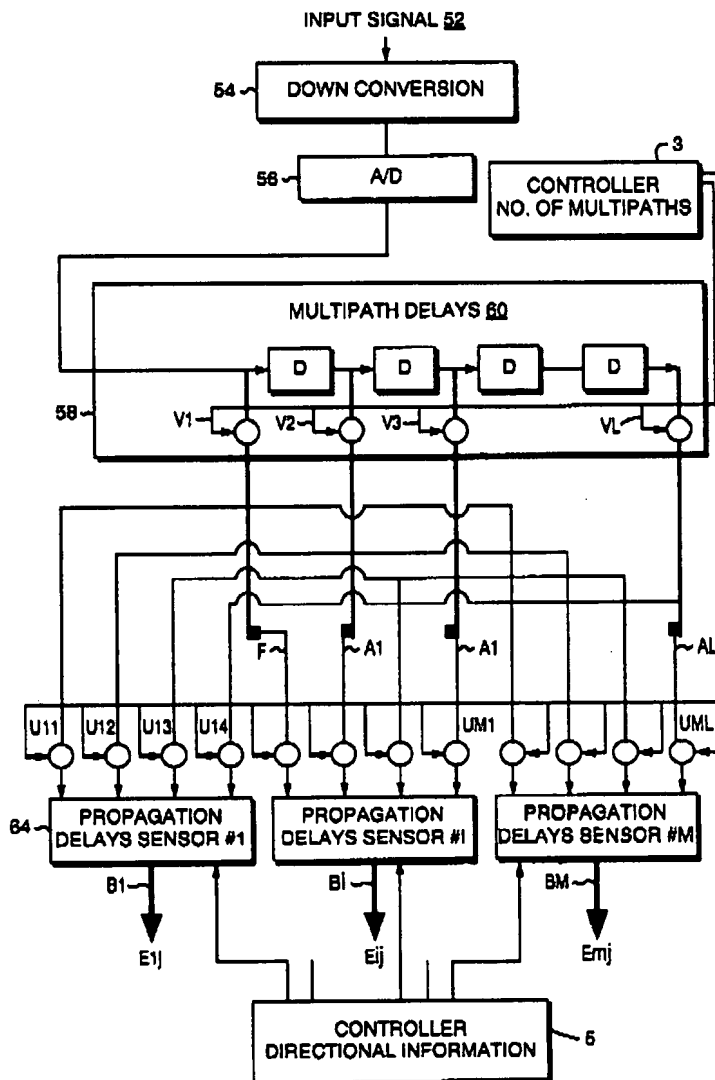 INPUT SIGNAL 52
54
DOWN CONVERSION
56
A/D
3
CONTROLLER
NO. OF MULTIPATHS
MULTIPATH DELAYS 60
D
D
D
D
58
V1
V2
V3
VL
F
A1
A1
AL
U11
U12
U13
U14
UM1
UML
64
PROPAGATION
DELAYS SENSOR #1
PROPAGATION
DELAYS SENSOR #I
PROPAGATION
DELAYS SENSOR #M
B1
Bi
BM
E1j
Eij
Emj
CONTROLLER
DIRECTIONAL INFORMATION
5